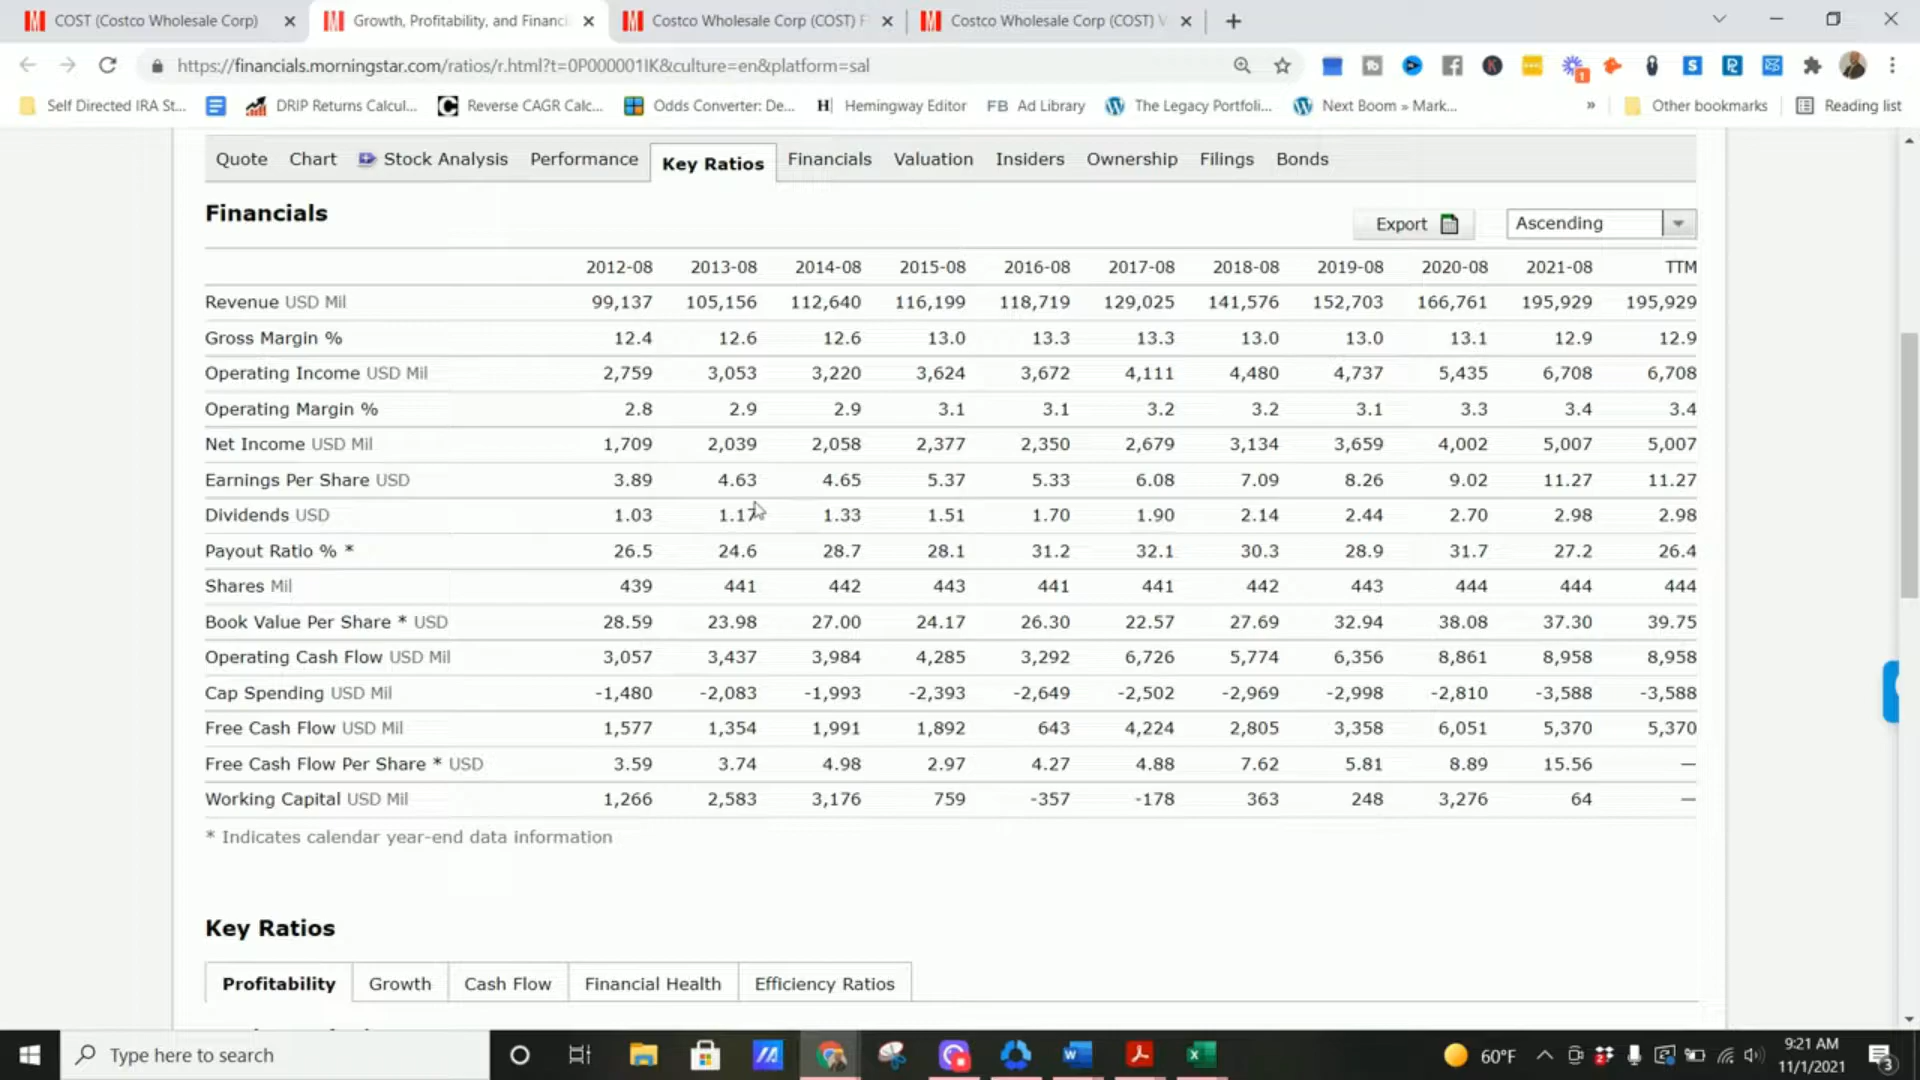 COST (Costco Wholesale Corp)
Growth, Profitability, and Financi
Costco Wholesale Corp (COST) F
Costco Wholesale Corp (COST) V
https://financials.morningstar.com/ratios/r.html?t=0P000001IK&culture=en&platform=sal
Self Directed IRA St... DRIP Returns Calcul... Reverse CAGR Calc... Odds Converter: De... Hemingway Editor FB Ad Library The Legacy Portfoli... Next Boom » Mark... » Other bookmarks Reading list
Quote Chart Stock Analysis Performance Key Ratios Financials Valuation Insiders Ownership Filings Bonds
Financials
Export Ascending
2012-08 2013-08 2014-08 2015-08 2016-08 2017-08 2018-08 2019-08 2020-08 2021-08 TTM
Revenue USD Mil 99,137 105,156 112,640 116,199 118,719 129,025 141,576 152,703 166,761 195,929 195,929
Gross Margin % 12.4 12.6 12.6 13.0 13.3 13.3 13.0 13.0 13.1 12.9 12.9
Operating Income USD Mil 2,759 3,053 3,220 3,624 3,672 4,111 4,480 4,737 5,435 6,708 6,708
Operating Margin % 2.8 2.9 2.9 3.1 3.1 3.2 3.2 3.1 3.3 3.4 3.4
Net Income USD Mil 1,709 2,039 2,058 2,377 2,350 2,679 3,134 3,659 4,002 5,007 5,007
Earnings Per Share USD 3.89 4.63 4.65 5.37 5.33 6.08 7.09 8.26 9.02 11.27 11.27
Dividends USD 1.03 1.17 1.33 1.51 1.70 1.90 2.14 2.44 2.70 2.98 2.98
Payout Ratio % * 26.5 24.6 28.7 28.1 31.2 32.1 30.3 28.9 31.7 27.2 26.4
Shares Mil 439 441 442 443 441 441 442 443 444 444 444
Book Value Per Share * USD 28.59 23.98 27.00 24.17 26.30 22.57 27.69 32.94 38.08 37.30 39.75
Operating Cash Flow USD Mil 3,057 3,437 3,984 4,285 3,292 6,726 5,774 6,356 8,861 8,958 8,958
Cap Spending USD Mil -1,480 -2,083 -1,993 -2,393 -2,649 -2,502 -2,969 -2,998 -2,810 -3,588 -3,588
Free Cash Flow USD Mil 1,577 1,354 1,991 1,892 643 4,224 2,805 3,358 6,051 5,370 5,370
Free Cash Flow Per Share * USD 3.59 3.74 4.98 2.97 4.27 4.88 7.62 5.81 8.89 15.56 —
Working Capital USD Mil 1,266 2,583 3,176 759 -357 -178 363 248 3,276 64 —
* Indicates calendar year-end data information
Key Ratios
Profitability Growth Cash Flow Financial Health Efficiency Ratios
Type here to search
60°F
9:21 AM
11/1/2021
3